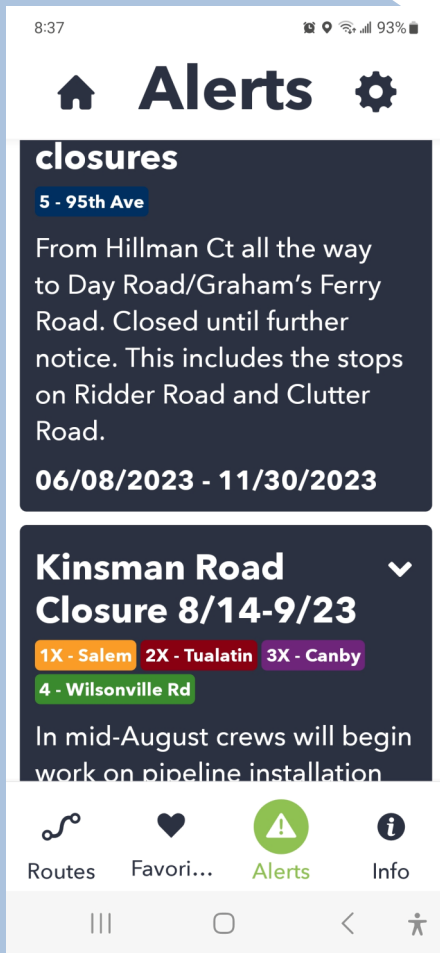 8:37
93%
Alerts
closures
5 - 95th Ave
From Hillman Ct all the way
to Day Road/Graham's Ferry
Road. Closed until further
notice. This includes the stops
on Ridder Road and Clutter
Road.
06/08/2023 - 11/30/2023
Kinsman Road
Closure 8/14-9/23
1X - Salem 2X - Tualatin 3X - Canby
4 - Wilsonville Rd
In mid-August crews will begin
work on pipeline installation
Routes Favori... Alerts Info